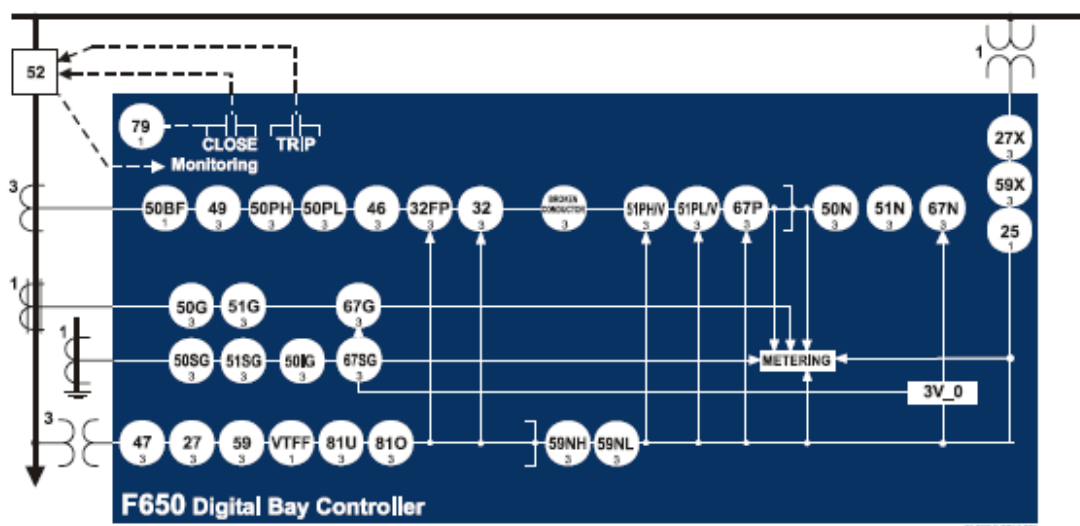 1
52
79
1
CLOSE TRIP
Monitoring
27X
3
59X
3
25
1
3
50BF
1
49
3
50PH
3
50PL
3
46
3
32FP
3
32
3
BROKEN
CONDUCTOR
3
51PH/V
3
51PL/V
3
67P
3
50N
3
51N
3
67N
3
1
50G
3
51G
3
67G
3
1
50SG
3
51SG
3
50IG
3
67SG
3
METERING
3V_0
3
47
3
27
3
59
3
VTFF
1
81U
3
81O
3
59NH
3
59NL
3
F650 Digital Bay Controller